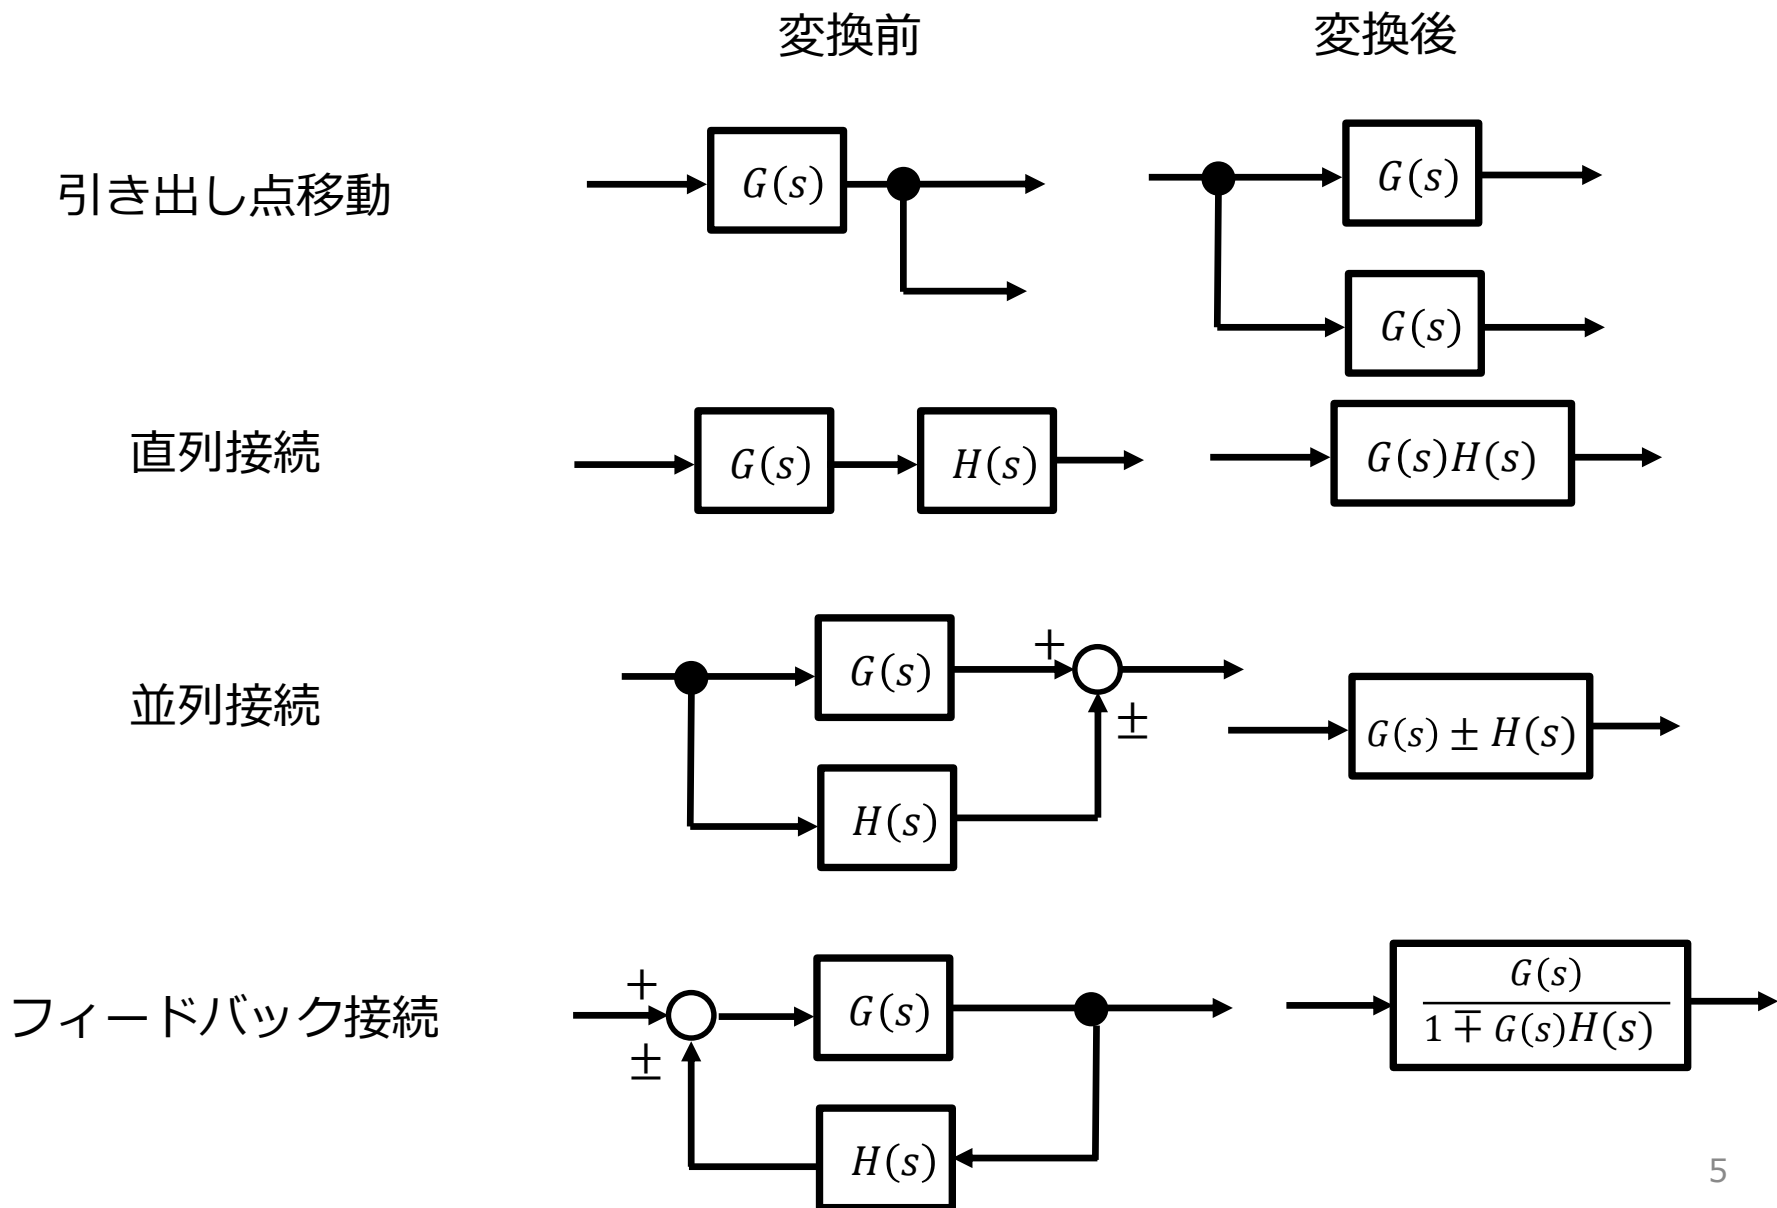 変換前
変換後
引き出し点移動
G(s)
G(s)
G(s)
直列接続
G(s)
H(s)
G(s)H(s)
並列接続
G(s)
+
±
H(s)
G(s) ± H(s)
フィードバック接続
+
±
G(s)
H(s)
G(s)
1 ∓ G(s)H(s)
5